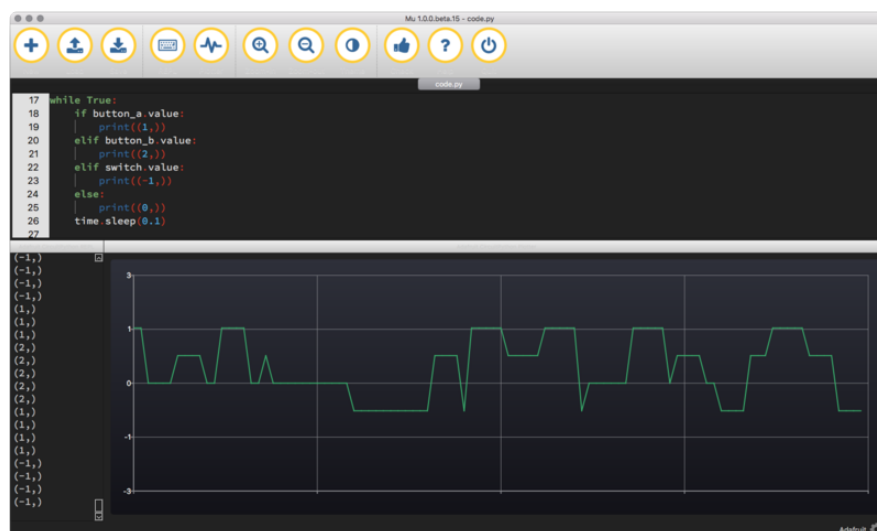 Mu 1.0.0.beta.15 - code.py
?
code.py
17 while True:
18     if button_a.value:
19         print((1,))
20     elif button_b.value:
21         print((2,))
22     elif switch.value:
23         print((-1,))
24     else:
25         print((0,))
26     time.sleep(0.1)
27
(-1,)
(-1,)
(-1,)
(-1,)
(1,)
(1,)
(1,)
(2,)
(2,)
(2,)
(2,)
(2,)
(1,)
(1,)
(1,)
(1,)
(-1,)
(-1,)
(-1,)
(-1,)
3
1
0
-1
-3
Adafruit